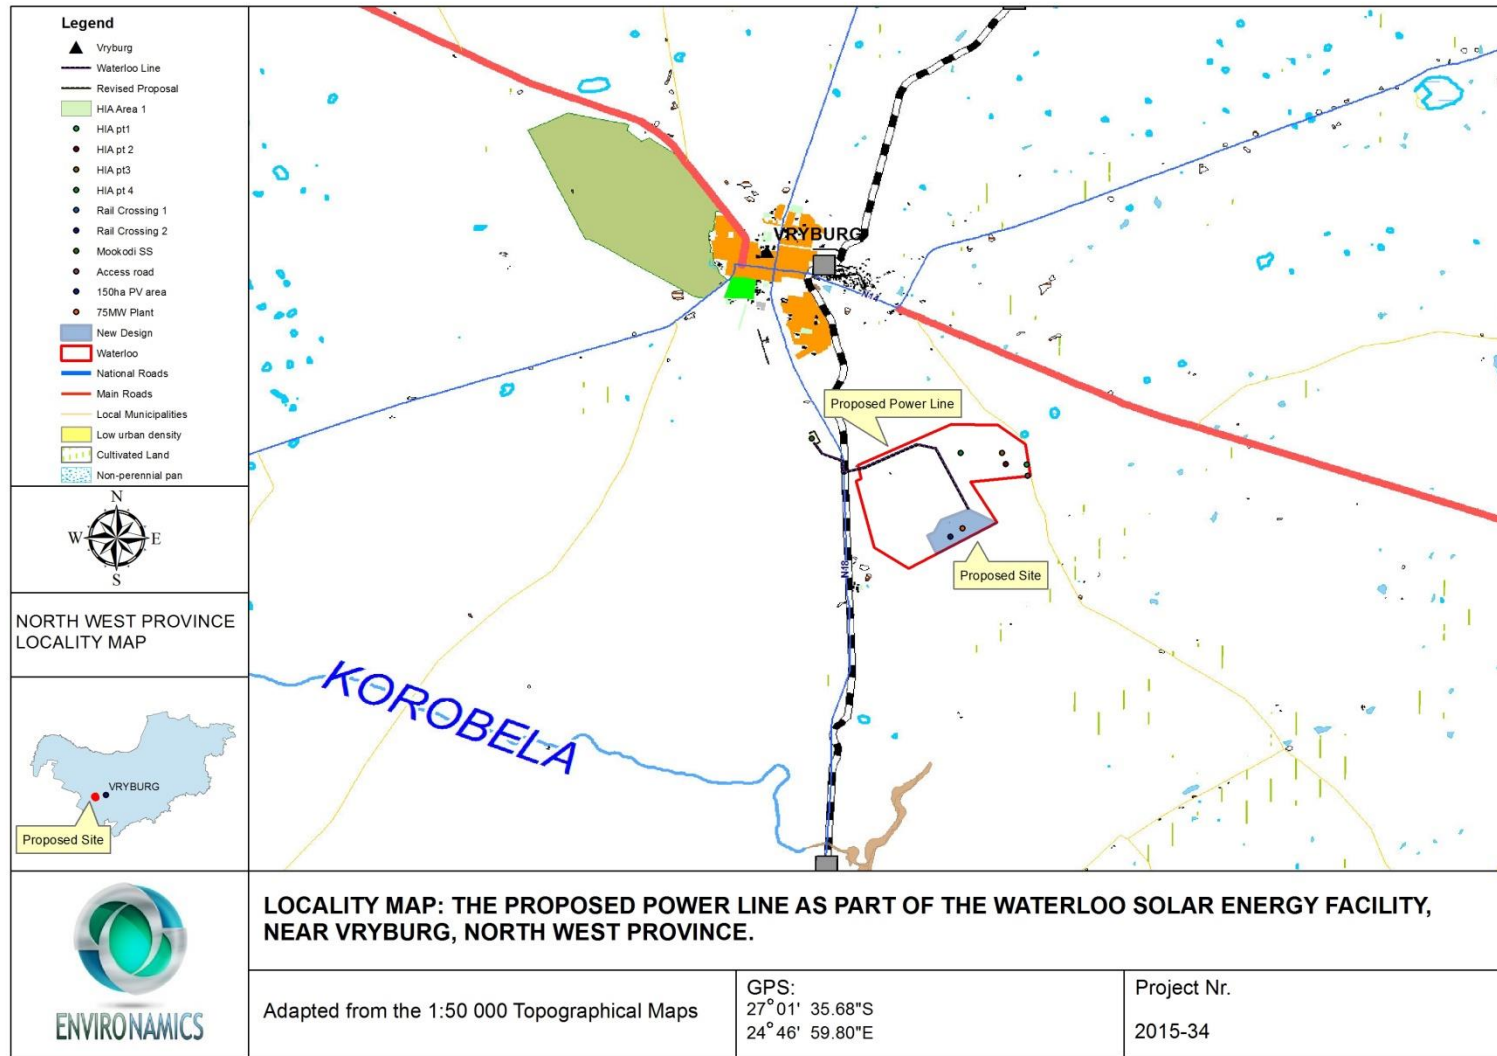 Legend
Vryburg
Waterloo Line
Revised Proposal
HIA Area 1
HIA pt1
HIA pt 2
HIA pt3
HIA pt 4
Rail Crossing 1
Rail Crossing 2
Mookodi SS
Access road
150ha PV area
75MW Plant
New Design
Waterloo
National Roads
Main Roads
Local Municipalities
Low urban density
Cultivated Land
Non-perennial pan
N
W E
S
NORTH WEST PROVINCE
LOCALITY MAP
VRYBURG
Proposed Site
VRYBURG
N14
Proposed Power Line
Proposed Site
N18
KOROBELA
ENVIRONAMICS
LOCALITY MAP: THE PROPOSED POWER LINE AS PART OF THE WATERLOO SOLAR ENERGY FACILITY,
NEAR VRYBURG, NORTH WEST PROVINCE.
Adapted from the 1:50 000 Topographical Maps
GPS:
27°01' 35.68"S
24°46' 59.80"E
Project Nr.
2015-34